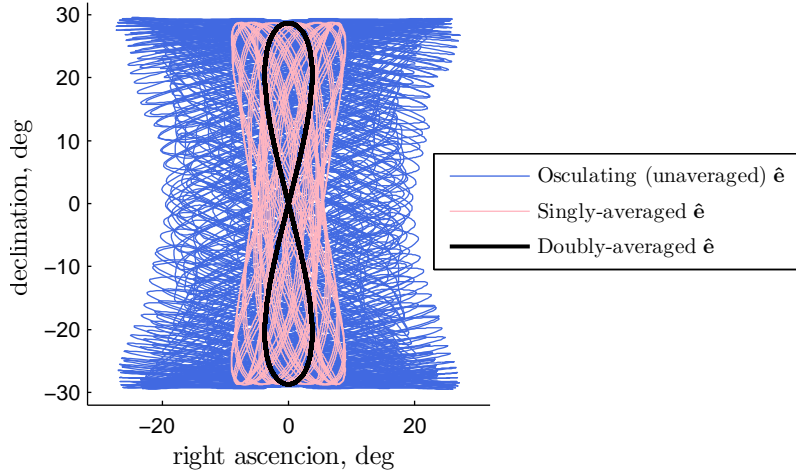 30
20
10
0
−10
−20
−30
declination, deg
−20
0
20
right ascencion, deg
Osculating (unaveraged) ê
Singly-averaged ê
Doubly-averaged ê